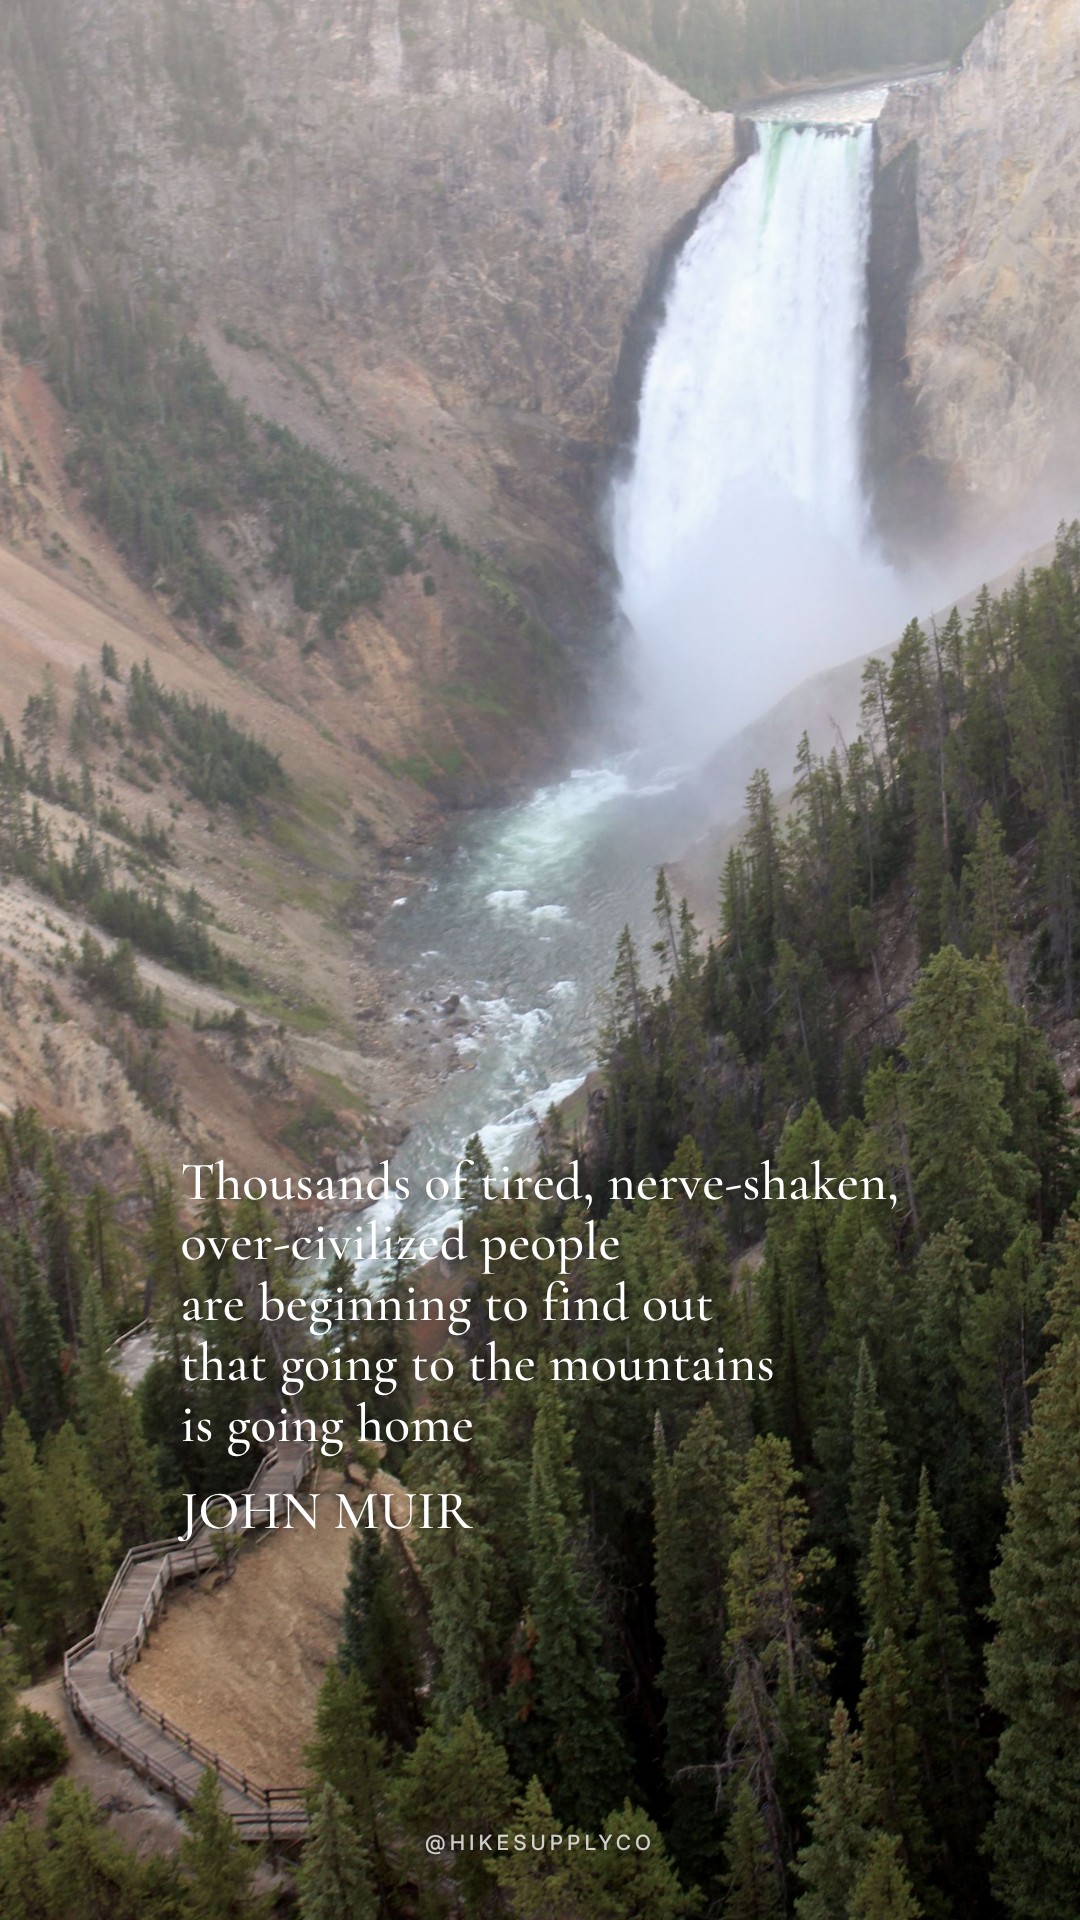 Thousands of tired, nerve-shaken,
over-civilized people
are beginning to find out
that going to the mountains
is going home
JOHN MUIR
@HIKESUPPLYCO